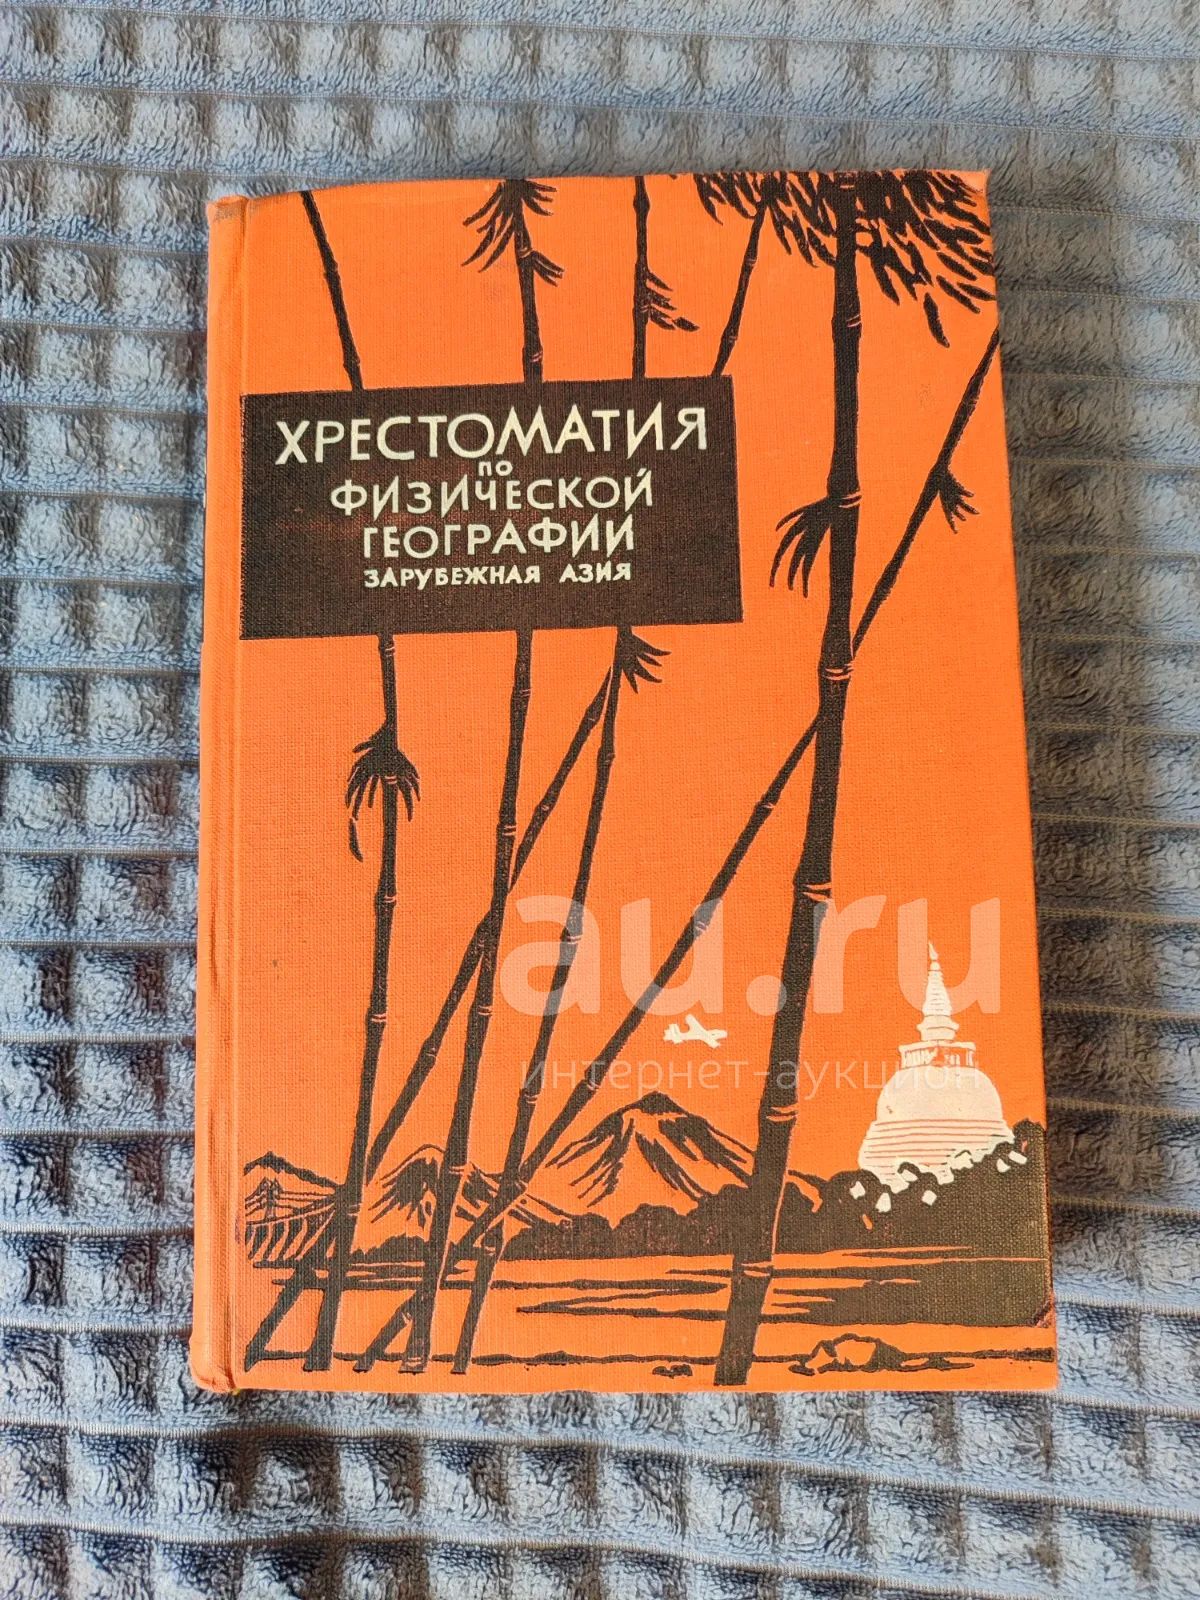 ХРЕСТОМАТИЯ
по
ФИЗИЧЕСКОЙ
ГЕОГРАФИИ
ЗАРУБЕЖНАЯ АЗИЯ
au.ru
интернет-аукцион